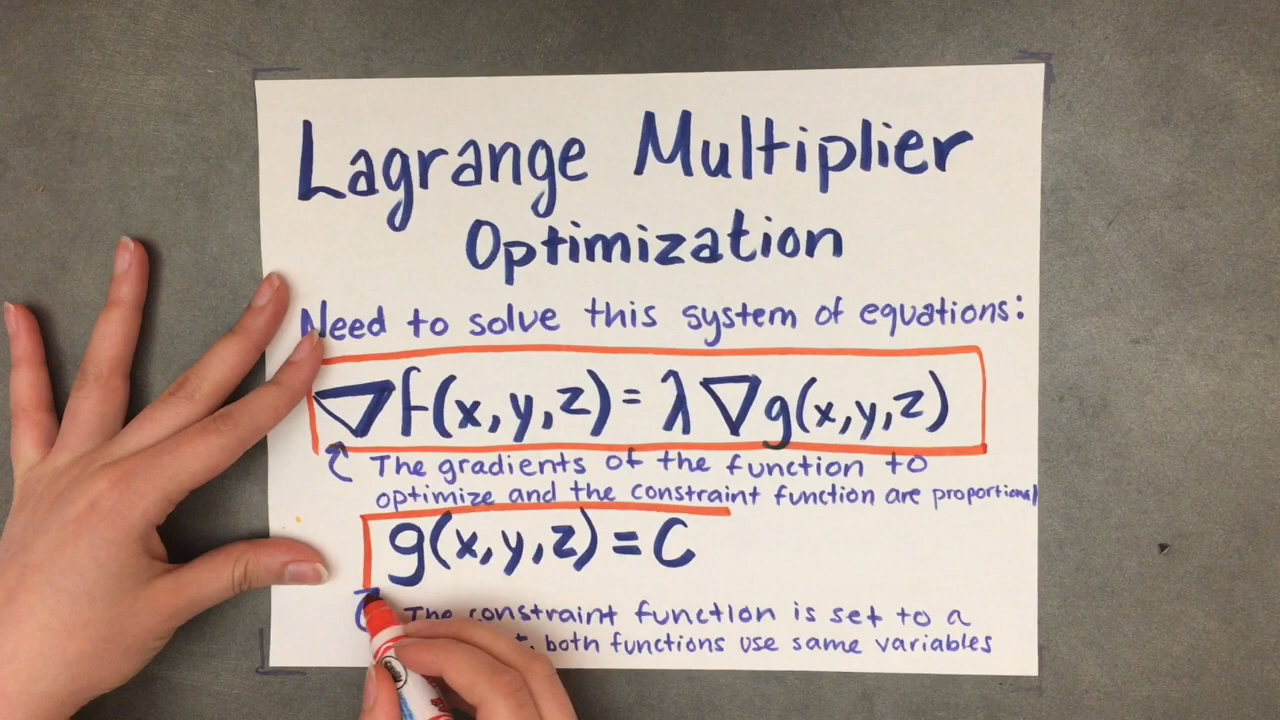 Lagrange Multiplier
Optimization
Need to solve this system of equations:
∇f(x,y,z) = λ∇g(x,y,z)
The gradients of the function to
optimize and the constraint function are proportional
g(x,y,z) = C
The constraint function is set to a
both functions use same variables